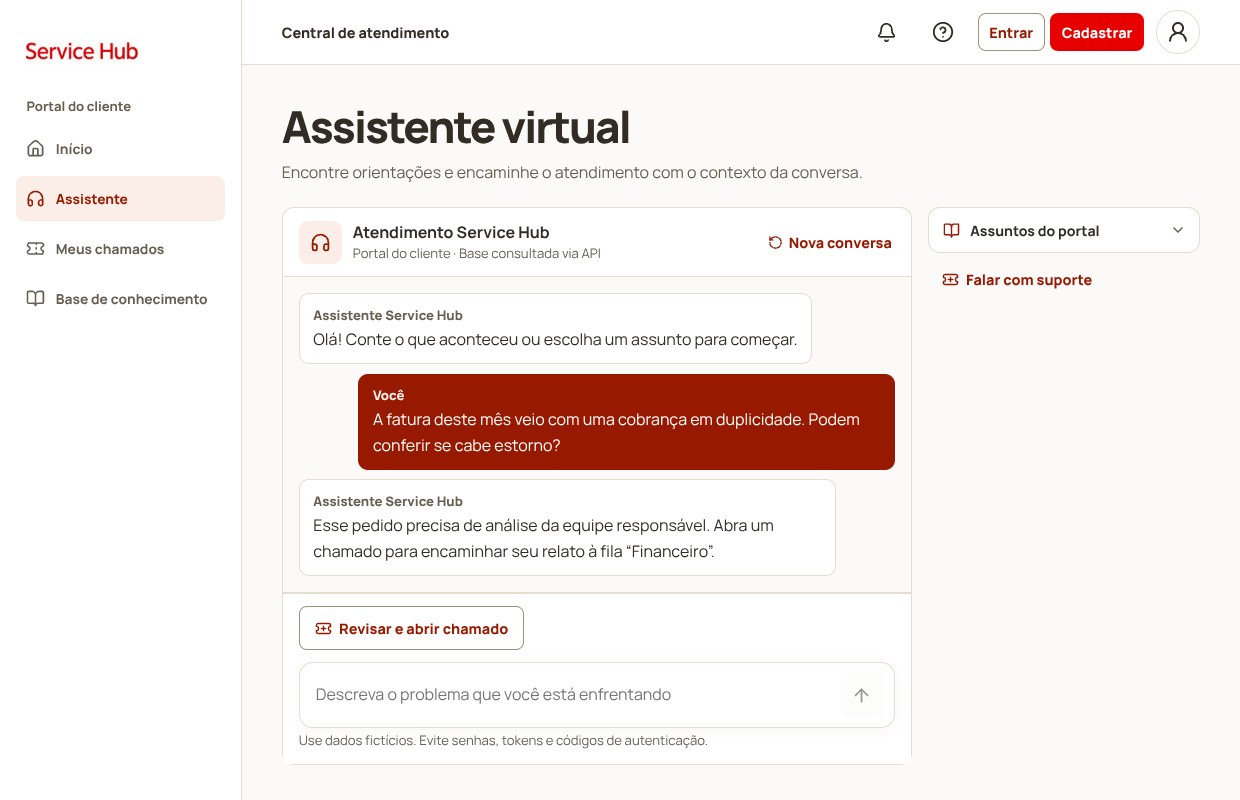 Service Hub
Portal do cliente
Início
Assistente
Meus chamados
Base de conhecimento
Central de atendimento
Entrar
Cadastrar
Assistente virtual
Encontre orientações e encaminhe o atendimento com o contexto da conversa.
Atendimento Service Hub
Portal do cliente · Base consultada via API
Nova conversa
Assistente Service Hub
Olá! Conte o que aconteceu ou escolha um assunto para começar.
Você
A fatura deste mês veio com uma cobrança em duplicidade. Podem
conferir se cabe estorno?
Assistente Service Hub
Esse pedido precisa de análise da equipe responsável. Abra um
chamado para encaminhar seu relato à fila “Financeiro”.
Revisar e abrir chamado
Descreva o problema que você está enfrentando
Use dados fictícios. Evite senhas, tokens e códigos de autenticação.
Assuntos do portal
Falar com suporte